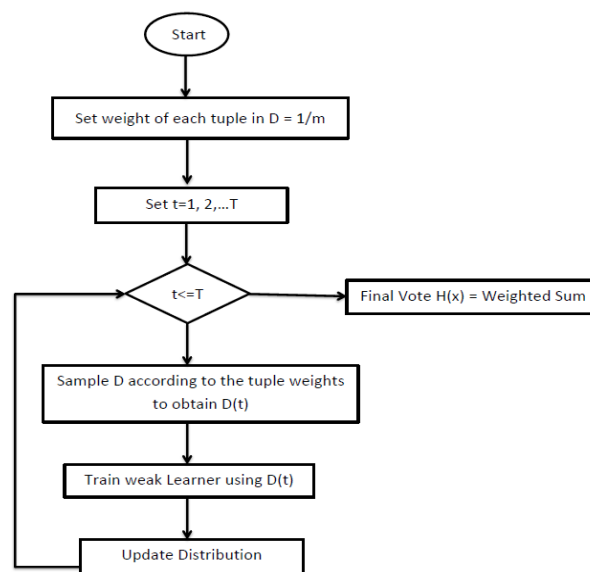 Start
Set weight of each tuple in D = 1/m
Set t=1, 2,...T
t<=T
Final Vote H(x) = Weighted Sum
Sample D according to the tuple weights
to obtain D(t)
Train weak Learner using D(t)
Update Distribution